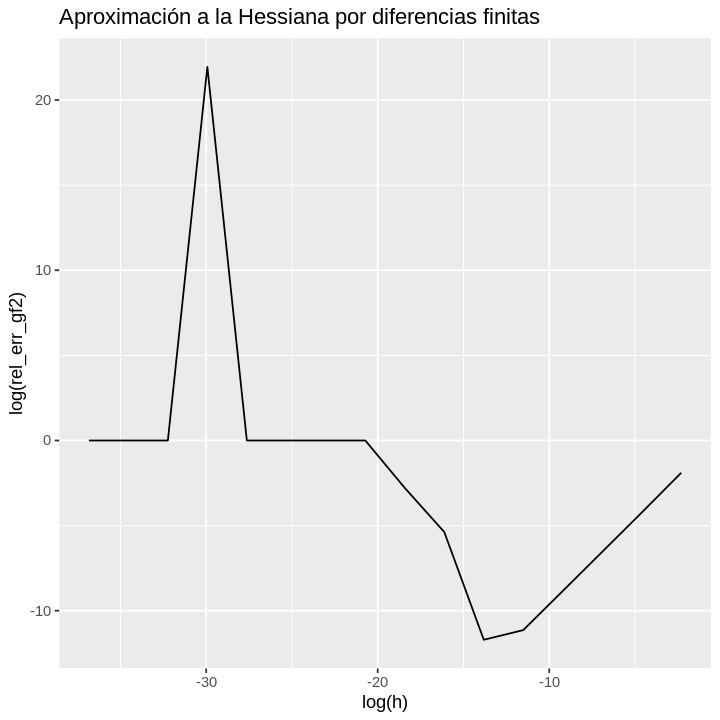 Aproximación a la Hessiana por diferencias finitas
log(rel_err_gf2)
20
10
0
-10
-30
-20
-10
log(h)